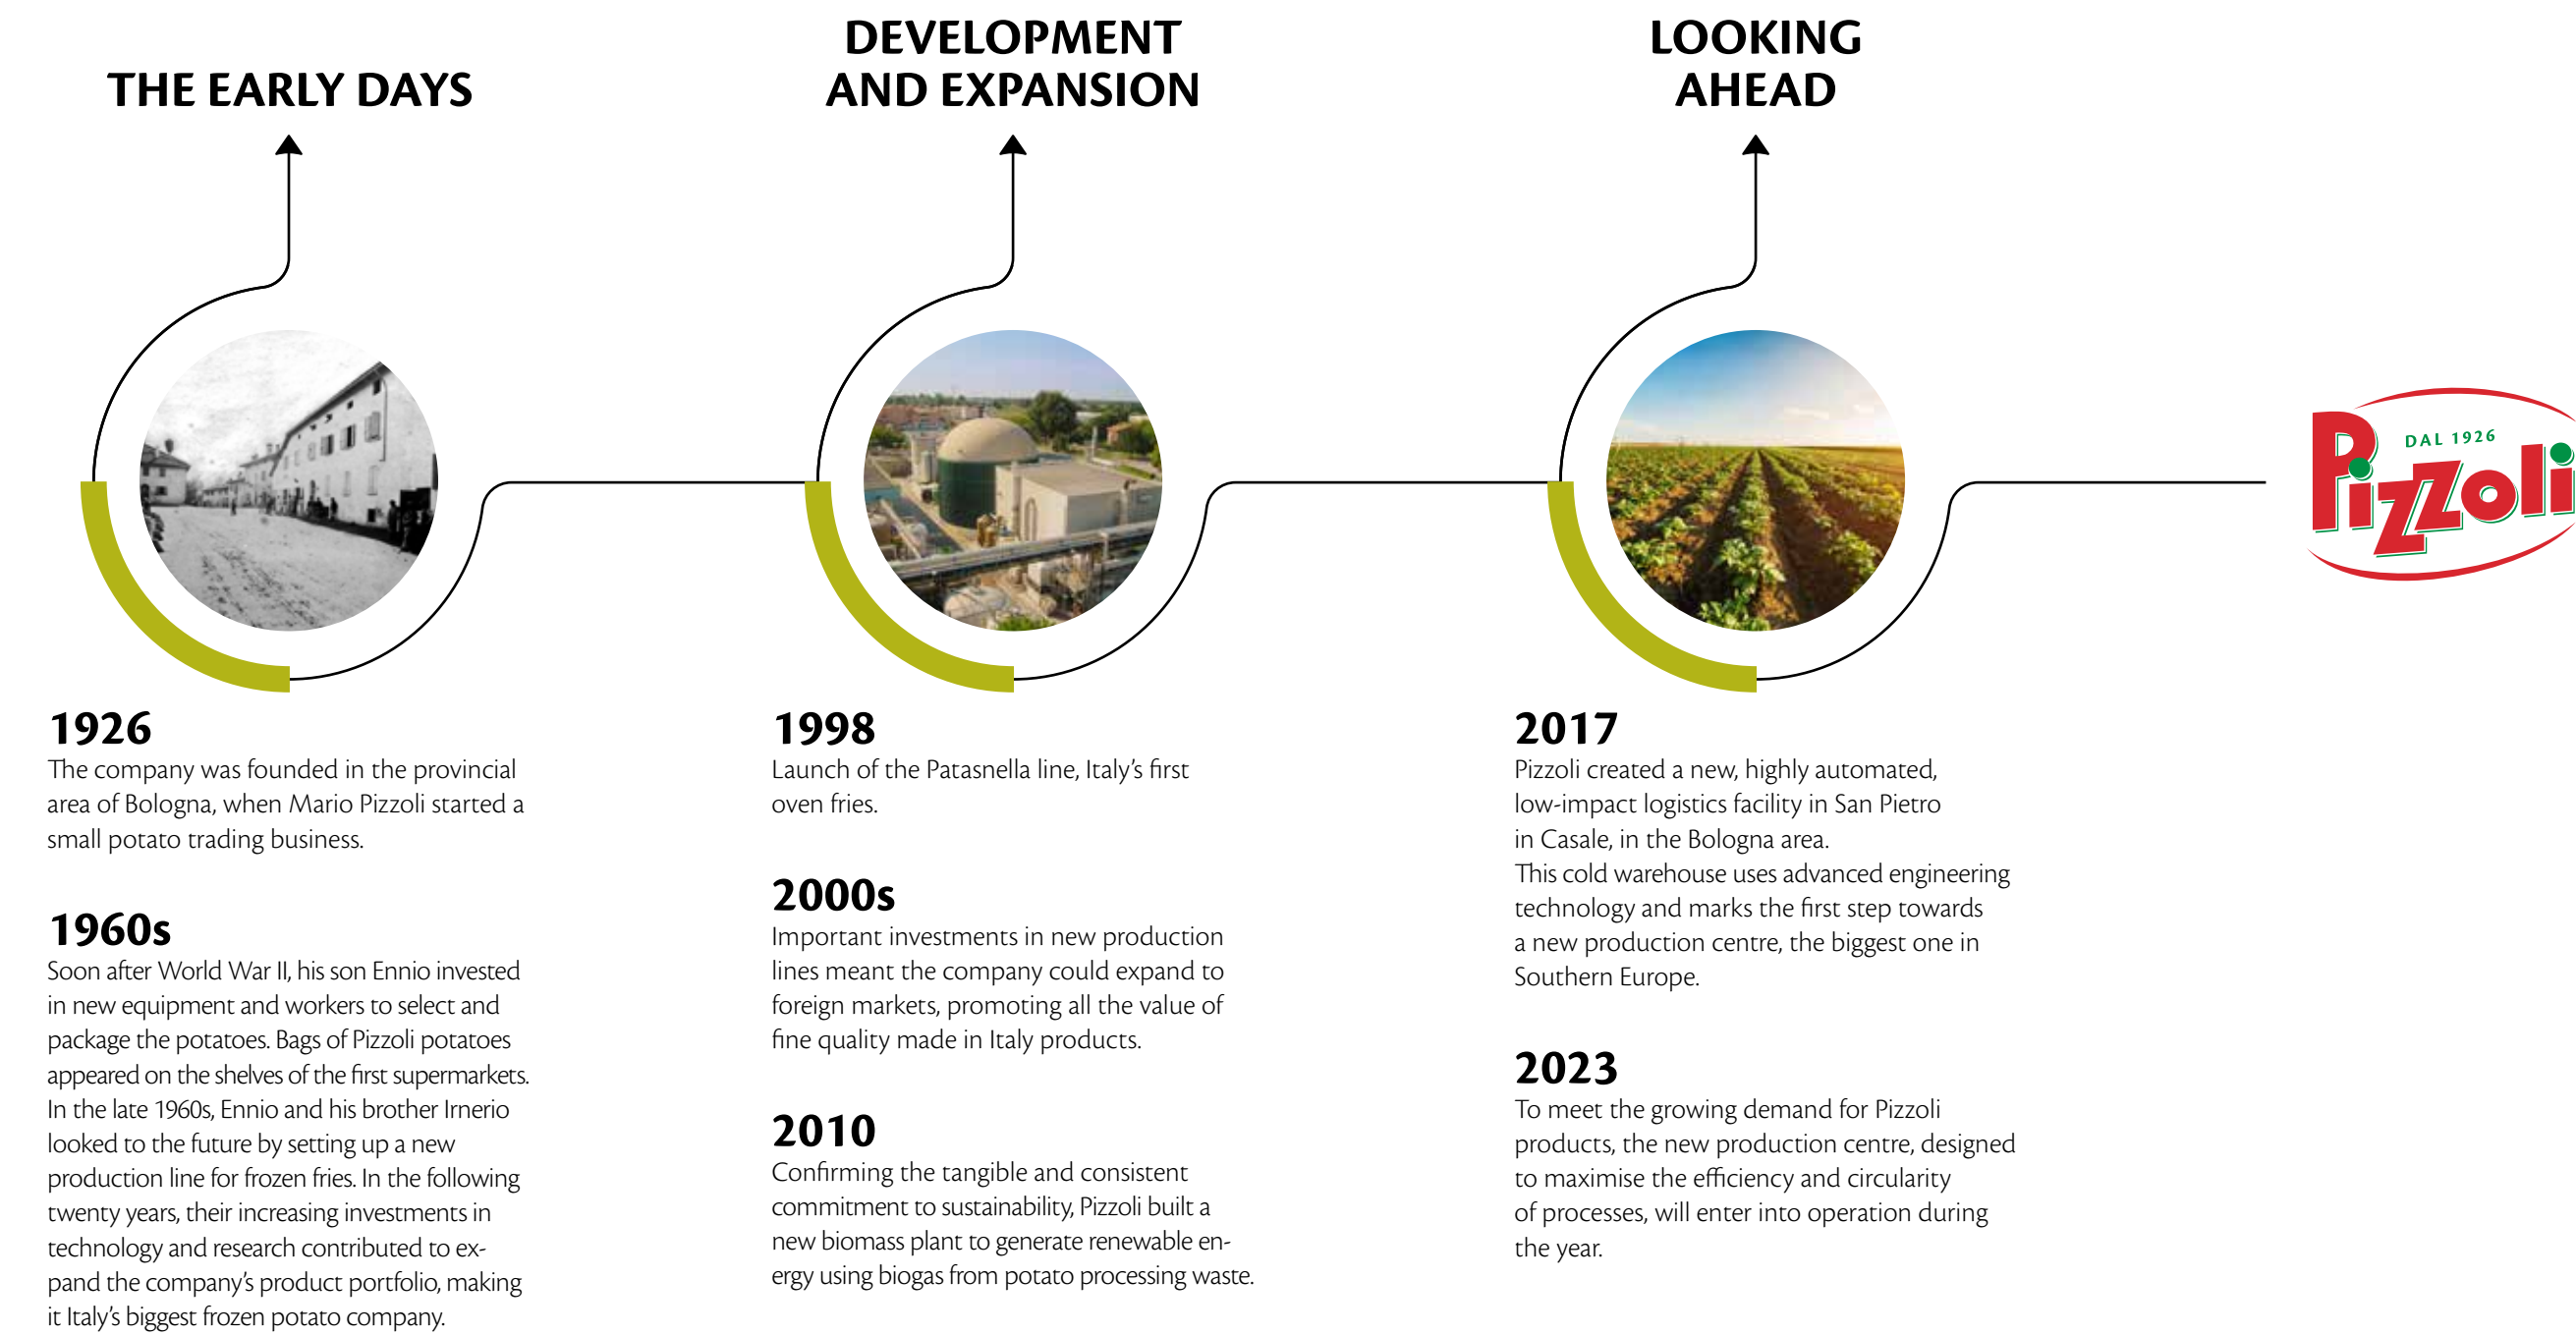 THE EARLY DAYS
1926
The company was founded in the provincial
area of Bologna, when Mario Pizzoli started a
small potato trading business.
1960s
Soon after World War II, his son Ennio invested
in new equipment and workers to select and
package the potatoes. Bags of Pizzoli potatoes
appeared on the shelves of the first supermarkets.
In the late 1960s, Ennio and his brother Irnerio
looked to the future by setting up a new
production line for frozen fries. In the following
twenty years, their increasing investments in
technology and research contributed to ex-
pand the company's product portfolio, making
it Italy's biggest frozen potato company.
DEVELOPMENT
AND EXPANSION
1998
Launch of the Patasnella line, Italy's first
oven fries.
2000s
Important investments in new production
lines meant the company could expand to
foreign markets, promoting all the value of
fine quality made in Italy products.
2010
Confirming the tangible and consistent
commitment to sustainability, Pizzoli built a
new biomass plant to generate renewable en-
ergy using biogas from potato processing waste.
LOOKING
AHEAD
2017
Pizzoli created a new, highly automated,
low-impact logistics facility in San Pietro
in Casale, in the Bologna area.
This cold warehouse uses advanced engineering
technology and marks the first step towards
a new production centre, the biggest one in
Southern Europe.
2023
To meet the growing demand for Pizzoli
products, the new production centre, designed
to maximise the efficiency and circularity
of processes, will enter into operation during
the year.
DAL 1926
Pizzoli